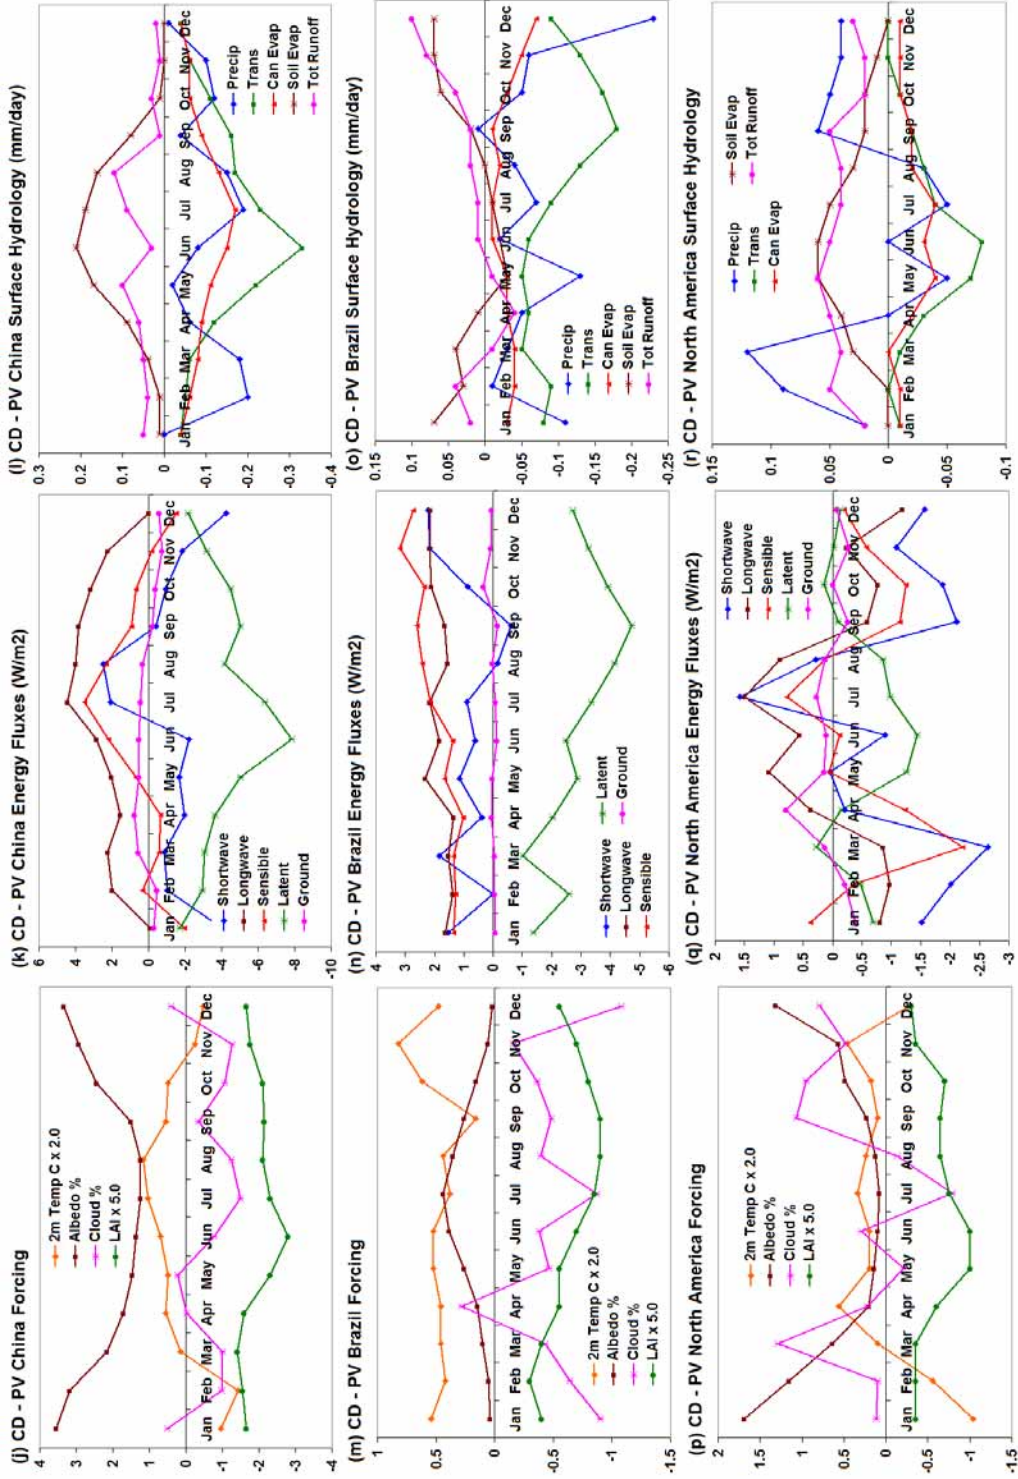 (j) CD - PV China Forcing
4
3
2
1
0
-1
-2
-3
-4
2m Temp C x 2.0
Albedo %
Cloud %
LAI x 5.0
Jan Feb Mar Apr May Jun Jul Aug Sep Oct Nov Dec
(k) CD - PV China Energy Fluxes (W/m2)
6
4
2
0
-2
-4
-6
-8
-10
Jan Feb Mar Apr May Jun Jul Aug Sep Oct Nov Dec
Shortwave
Longwave
Sensible
Latent
Ground
(l) CD - PV China Surface Hydrology (mm/day)
0.3
0.2
0.1
0
-0.1
-0.2
-0.3
-0.4
Jan Feb Mar Apr May Jun Jul Aug Sep Oct Nov Dec
Precip
Trans
Can Evap
Soil Evap
Tot Runoff
(m) CD - PV Brazil Forcing
1
0.5
0
-0.5
-1
-1.5
Jan Feb Mar Apr May Jun Jul Aug Sep Oct Nov Dec
2m Temp C x 2.0
Albedo %
Cloud %
LAI x 5.0
(n) CD - PV Brazil Energy Fluxes (W/m2)
4
3
2
1
0
-1
-2
-3
-4
-5
-6
Jan Feb Mar Apr May Jun Jul Aug Sep Oct Nov Dec
Shortwave
Longwave
Sensible
Latent
Ground
(o) CD - PV Brazil Surface Hydrology (mm/day)
0.15
0.1
0.05
0
-0.05
-0.1
-0.15
-0.2
-0.25
Jan Feb Mar Apr May Jun Jul Aug Sep Oct Nov Dec
Precip
Trans
Can Evap
Soil Evap
Tot Runoff
(p) CD - PV North America Forcing
2
1.5
1
0.5
0
-0.5
-1
-1.5
2m Temp C x 2.0
Albedo %
Cloud %
LAI x 5.0
Jan Feb Mar Apr May Jun Jul Aug Sep Oct Nov Dec
(q) CD - PV North America Energy Fluxes (W/m2)
2
1.5
1
0.5
0
-0.5
-1
-1.5
-2
-2.5
-3
Shortwave
Longwave
Sensible
Latent
Ground
Jan Feb Mar Apr May Jun Jul Aug Sep Oct Nov Dec
(r) CD - PV North America Surface Hydrology
0.15
0.1
0.05
0
-0.05
-0.1
Precip
Trans
Can Evap
Soil Evap
Tot Runoff
Jan Feb Mar Apr May Jun Jul Aug Sep Oct Nov Dec